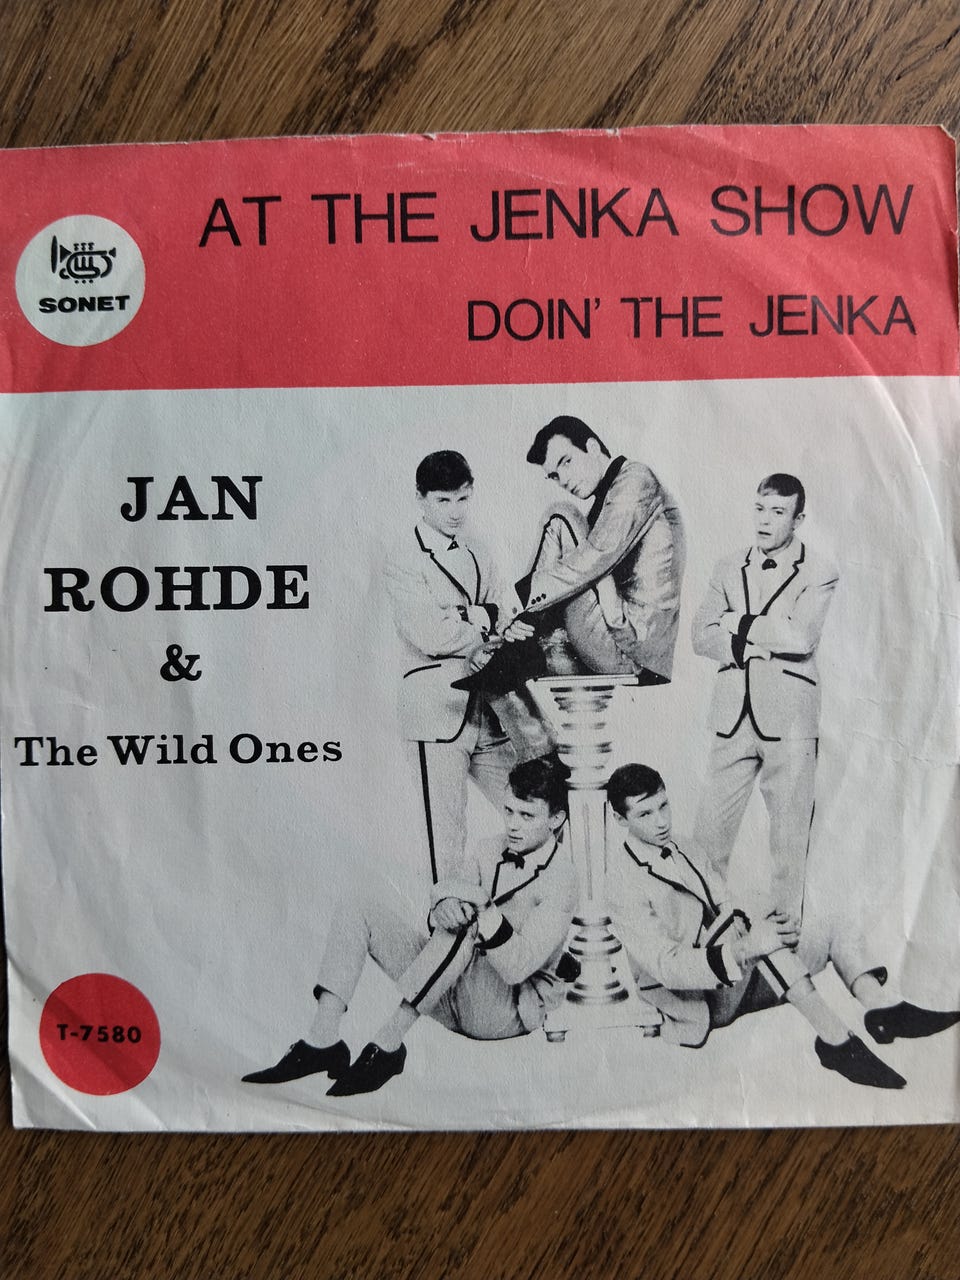 AT THE JENKA SHOW
SONET
DOIN' THE JENKA
JAN
ROHDE
&
The Wild Ones
T-7580